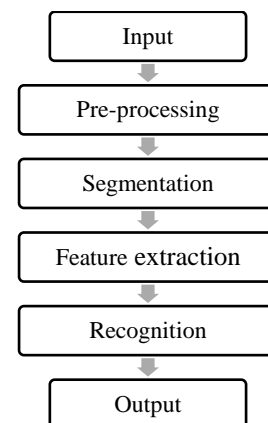 Input
Pre-processing
Segmentation
Feature extraction
Recognition
Output